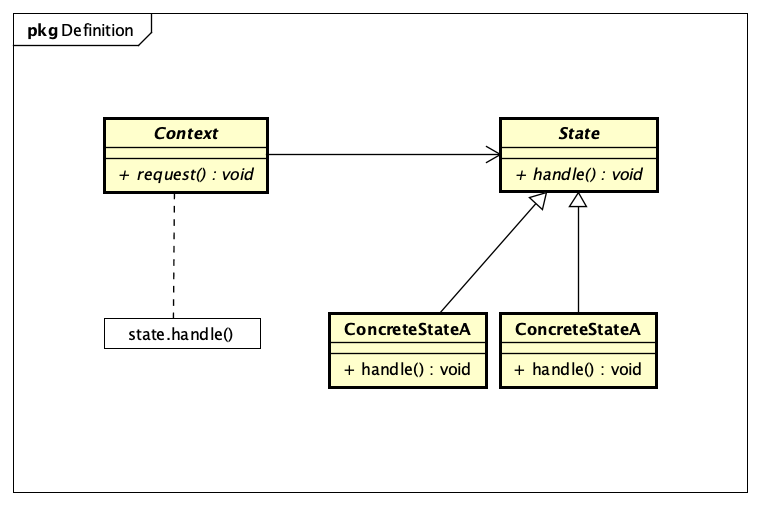 pkg Definition
Context
+ request() : void
State
+ handle() : void
state.handle()
ConcreteStateA
+ handle() : void
ConcreteStateA
+ handle() : void